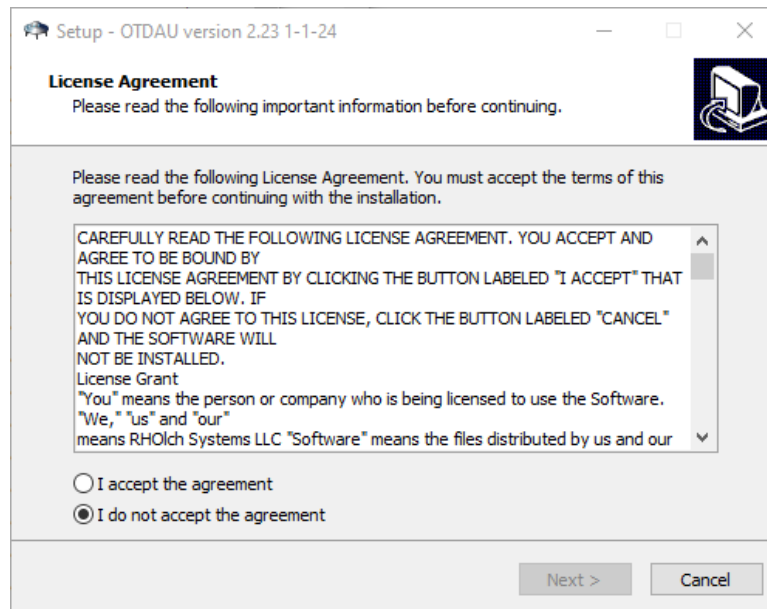 Setup - OTDAU version 2.23 1-1-24
License Agreement
Please read the following important information before continuing.
Please read the following License Agreement. You must accept the terms of this
agreement before continuing with the installation.
CAREFULLY READ THE FOLLOWING LICENSE AGREEMENT. YOU ACCEPT AND
AGREE TO BE BOUND BY
THIS LICENSE AGREEMENT BY CLICKING THE BUTTON LABELED "I ACCEPT" THAT
IS DISPLAYED BELOW. IF
YOU DO NOT AGREE TO THIS LICENSE, CLICK THE BUTTON LABELED "CANCEL"
AND THE SOFTWARE WILL
NOT BE INSTALLED.
License Grant
"You" means the person or company who is being licensed to use the Software.
"We," "us" and "our"
means RHOlch Systems LLC "Software" means the files distributed by us and our
I accept the agreement
I do not accept the agreement
Next >
Cancel